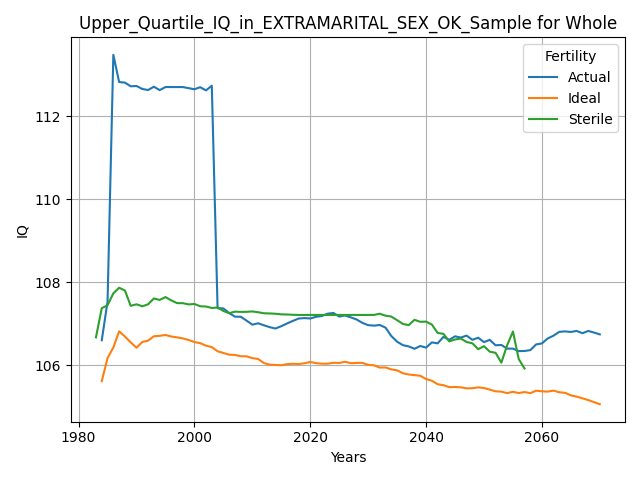 Upper_Quartile_IQ_in_EXTRAMARITAL_SEX_OK_Sample for Whole
Fertility
Actual
Ideal
Sterile
IQ
112
110
108
106
1980
2000
2020
2040
2060
Years